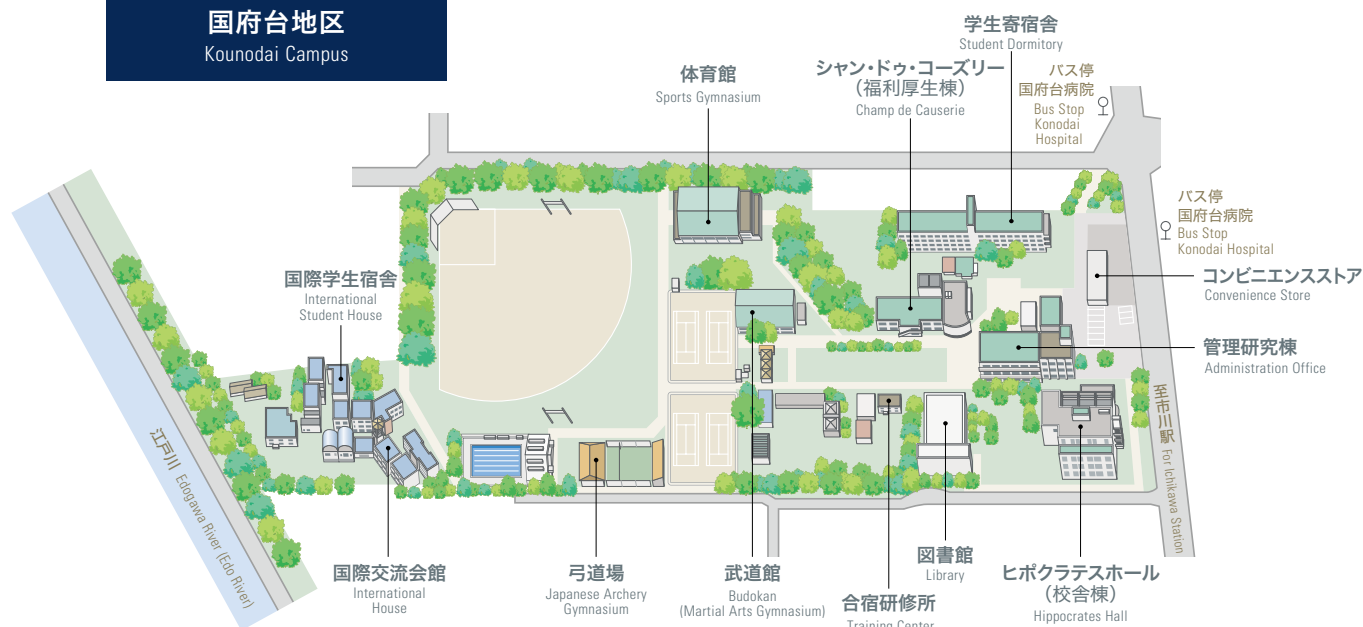 国府台地区
Kounodai Campus
学生寄宿舎
Student Dormitory
体育館
Sports Gymnasium
シャン・ドゥ・コーズリー
（福利厚生棟）
Champ de Causerie
バス停
国府台病院
Bus Stop
Konodai
Hospital
バス停
国府台病院
Bus Stop
Konodai Hospital
国際学生宿舎
International
Student House
コンビニエンスストア
Convenience Store
管理研究棟
Administration Office
至市川駅 For Ichikawa Station
江戸川 Edogawa River (Edo River)
国際交流会館
International
House
弓道場
Japanese Archery
Gymnasium
武道館
Budokan
(Martial Arts Gymnasium)
合宿研修所
Training Center
図書館
Library
ヒポクラテスホール
（校舎棟）
Hippocrates Hall